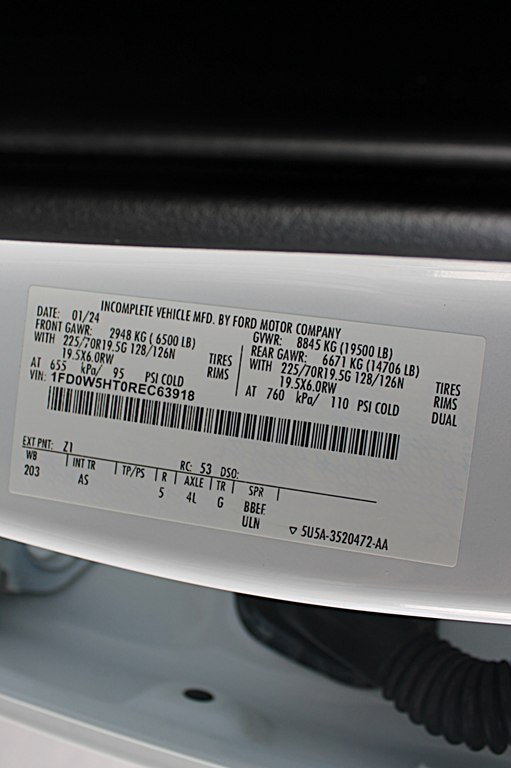 INCOMPLETE VEHICLE MFD. BY FORD MOTOR COMPANY
DATE: 01/24 GVWR: 8845 KG (19500 LB)
FRONT GAWR: 2948 KG (6500 LB) REAR GAWR: 6671 KG (14706 LB)
WITH 225/70R19.5G 128/126N TIRES WITH 225/70R19.5G 128/126N TIRES
19.5X6.0RW RIMS 19.5X6.0RW RIMS
AT 655 kPa/ 95 PSI COLD AT 760 kPa/ 110 PSI COLD DUAL
VIN: 1FD0W5HT0REC63918
EXT PNT: Z1 RC: 53 DSO:
WB INT TR TP/PS R AXLE TR SPR
203 AS 5 4L G BBEF
ULN
5U5A-3520472-AA